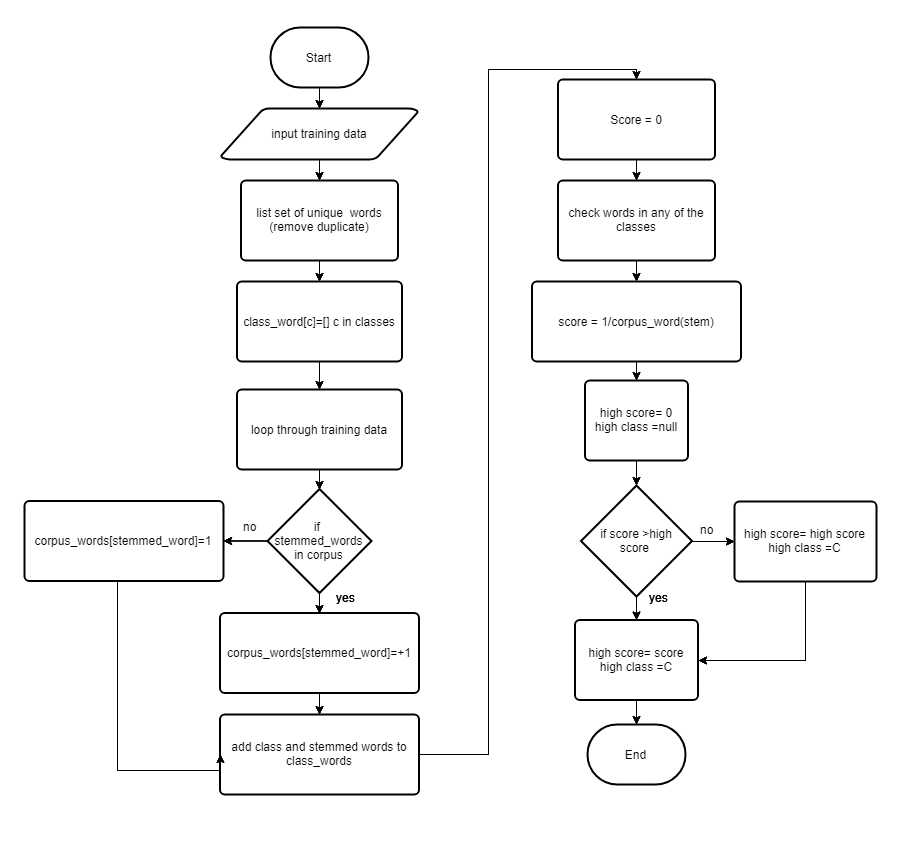 Start
input training data
list set of unique  words
(remove duplicate)
class_word[c]=[] c in classes
loop through training data
if
stemmed_words
in corpus
no
corpus_words[stemmed_word]=1
yes
corpus_words[stemmed_word]=+1
add class and stemmed words to
class_words
Score = 0
check words in any of the
classes
score = 1/corpus_word(stem)
high score= 0
high class =null
if score >high
score
no
high score= high score
high class =C
yes
high score= score
high class =C
End